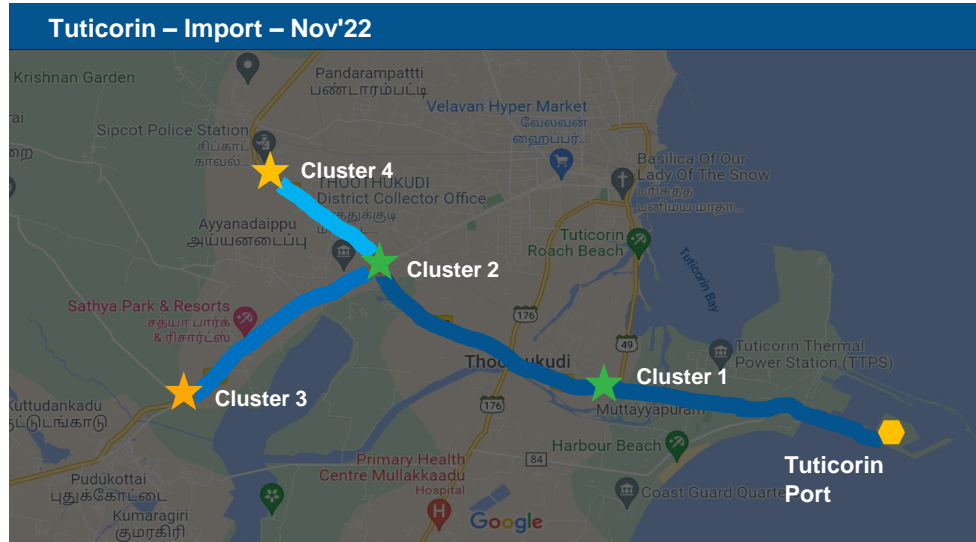 Tuticorin – Import – Nov'22
Krishnan Garden
Pandarampattti
பண்டாரம்பட்டி
Velavan Hyper Market
வேலவன்
ஹைப்பர்...
Sipcot Police Station
சிப்காட்
காவல்...
Cluster 4
THOOTHUKUDI
District Collector Office
Basilica Of Our
Lady Of The Snow
பரிசுத்த
பனிமய மாதா...
Ayyanadaippu
அய்யனடைப்பு
Cluster 2
Tuticorin
Roach Beach
Tuticorin Bay
Sathya Park & Resorts
சத்யா பார்க்
& ரிசார்ட்ஸ்
176
49
Tuticorin Thermal
Power Station (TTPS)
Cluster 1
Cluster 3
Muttayyapuram
176
Harbour Beach
84
Primary Health
Centre Mullakkaadu
Hospital
Tuticorin
Port
Coast Guard Quarte
Pudukottai
புதுக்கோட்டை
Kumaragiri
குமரகிரி
Google